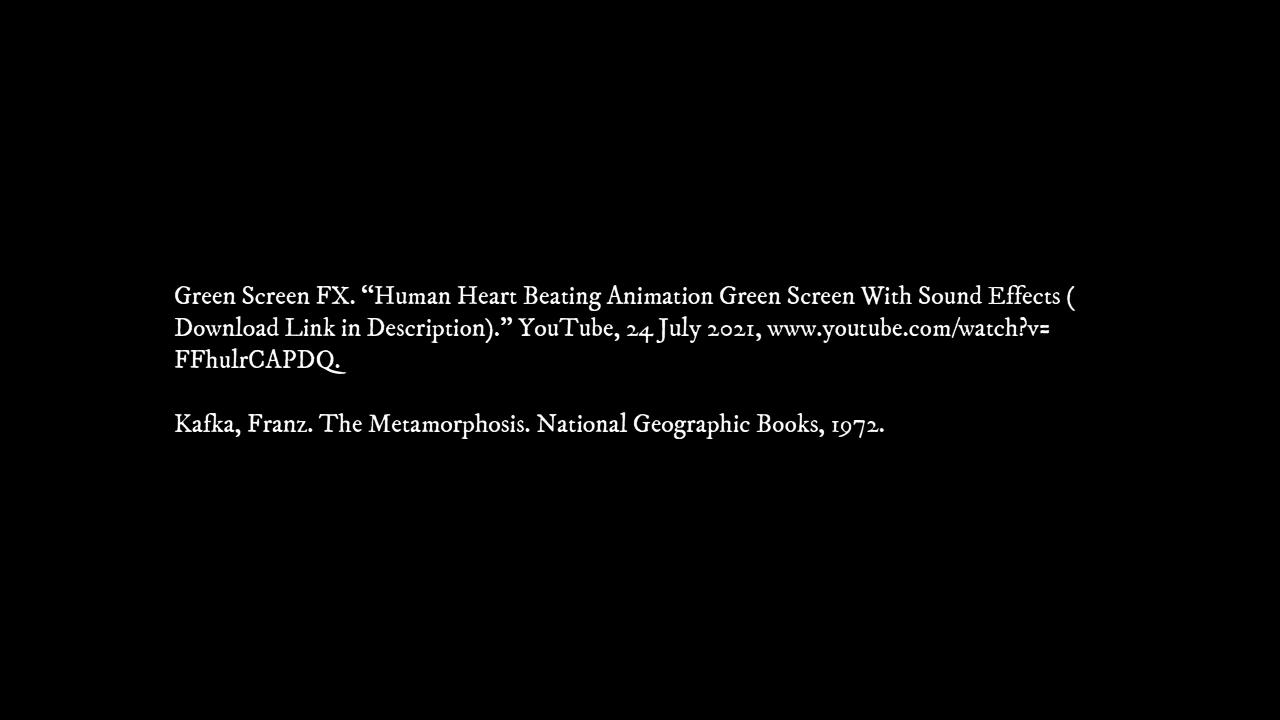 Green Screen FX. “Human Heart Beating Animation Green Screen With Sound Effects (
Download Link in Description).” YouTube, 24 July 2021, www.youtube.com/watch?v=
FFhulrCAPDQ.
Kafka, Franz. The Metamorphosis. National Geographic Books, 1972.